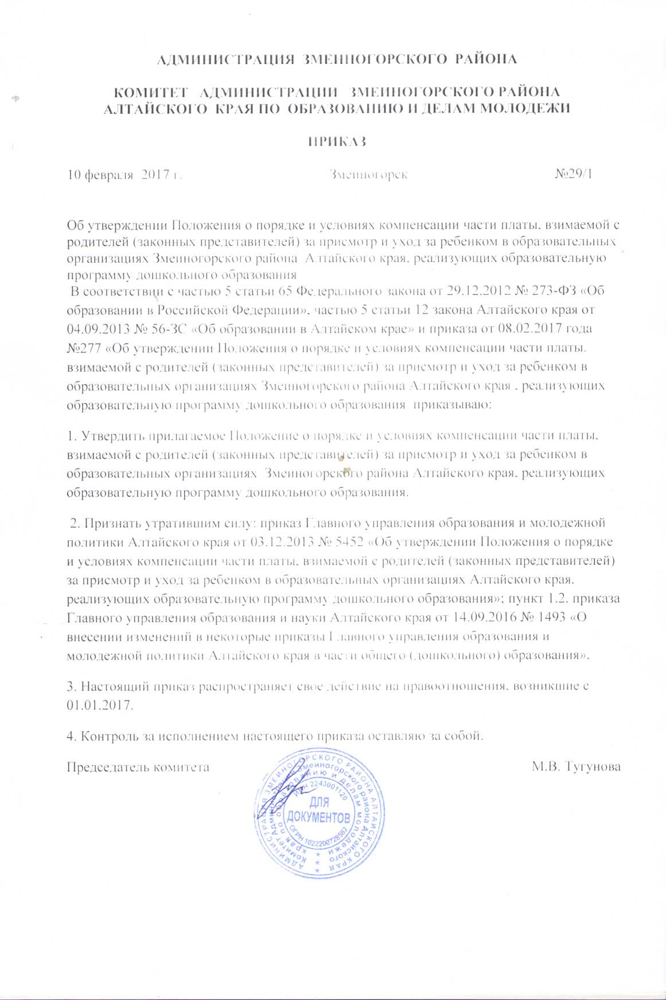 АДМИНИСТРАЦИЯ ЗМЕИНОГОРСКОГО РАЙОНА
КОМИТЕТ АДМИНИСТРАЦИИ ЗМЕИНОГОРСКОГО РАЙОНА
АЛТАЙСКОГО КРАЯ ПО ОБРАЗОВАНИЮ И ДЕЛАМ МОЛОДЕЖИ
ПРИКАЗ
10 февраля 2017 г. Змеиногорск №29/1
Об утверждении Положения о порядке и условиях компенсации части платы, взимаемой с
родителей (законных представителей) за присмотр и уход за ребенком в образовательных
организациях Змеиногорского района Алтайского края, реализующих образовательную
программу дошкольного образования
В соответствии с частью 5 статьи 65 Федерального закона от 29.12.2012 № 273-ФЗ «Об
образовании в Российской Федерации», частью 5 статьи 12 закона Алтайского края от
04.09.2013 № 56-ЗС «Об образовании в Алтайском крае» и приказа от 08.02.2017 года
№277 «Об утверждении Положения о порядке и условиях компенсации части платы,
взимаемой с родителей (законных представителей) за присмотр и уход за ребенком в
образовательных организациях Змеиногорского района Алтайского края , реализующих
образовательную программу дошкольного образования приказываю:
1. Утвердить прилагаемое Положение о порядке и условиях компенсации части платы,
взимаемой с родителей (законных представителей) за присмотр и уход за ребенком в
образовательных организациях Змеиногорского района Алтайского края, реализующих
образовательную программу дошкольного образования.
2. Признать утратившим силу: приказ Главного управления образования и молодежной
политики Алтайского края от 03.12.2013 № 5452 «Об утверждении Положения о порядке
и условиях компенсации части платы, взимаемой с родителей (законных представителей)
за присмотр и уход за ребенком в образовательных организациях Алтайского края,
реализующих образовательную программу дошкольного образования»; пункт 1.2. приказа
Главного управления образования и науки Алтайского края от 14.09.2016 № 1493 «О
внесении изменений в некоторые приказы Главного управления образования и
молодежной политики Алтайского края в части общего (дошкольного) образования».
3. Настоящий приказ распространяет свое действие на правоотношения, возникшие с
01.01.2017.
4. Контроль за исполнением настоящего приказа оставляю за собой.
Председатель комитета М.В. Тугунова
АДМИНИСТРАЦИЯ ЗМЕИНОГОРСКОГО РАЙОНА АЛТАЙСКОГО КРАЯ
Комитет Администрации Змеиногорского района Алтайского
края по образованию и делам молодежи
ИНН 2243001120
ДЛЯ
ДОКУМЕНТОВ
ОГРН 1022200728582